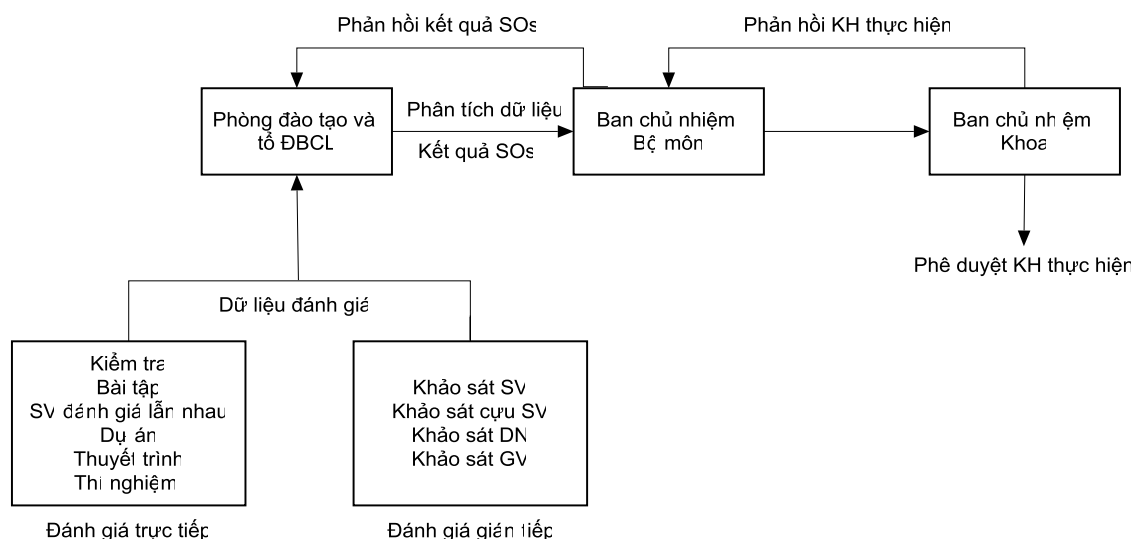 Phản hồi kết quả SOs
Phản hồi KH thực hiện
Phòng đào tạo và
tổ ĐBCL
Phân tích dữ liệu
Kết quả SOs
Ban chủ nhiệm
Bộ môn
Ban chủ nhiệm
Khoa
Phê duyệt KH thực hiện
Dữ liệu đánh giá
Kiểm tra
Bài tập
SV đánh giá lẫn nhau
Dự án
Thuyết trình
Thí nghiệm
Khảo sát SV
Khảo sát cựu SV
Khảo sát DN
Khảo sát GV
Đánh giá trực tiếp
Đánh giá gián tiếp